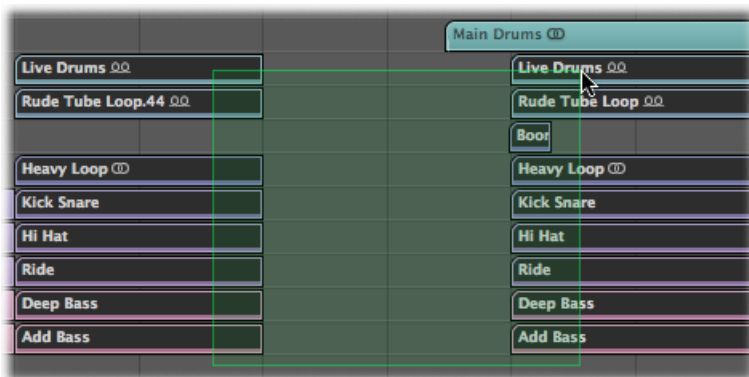 Main Drums
Live Drums Live Drums
Rude Tube Loop.44 Rude Tube Loop
Boor
Heavy Loop Heavy Loop
Kick Snare Kick Snare
Hi Hat Hi Hat
Ride Ride
Deep Bass Deep Bass
Add Bass Add Bass